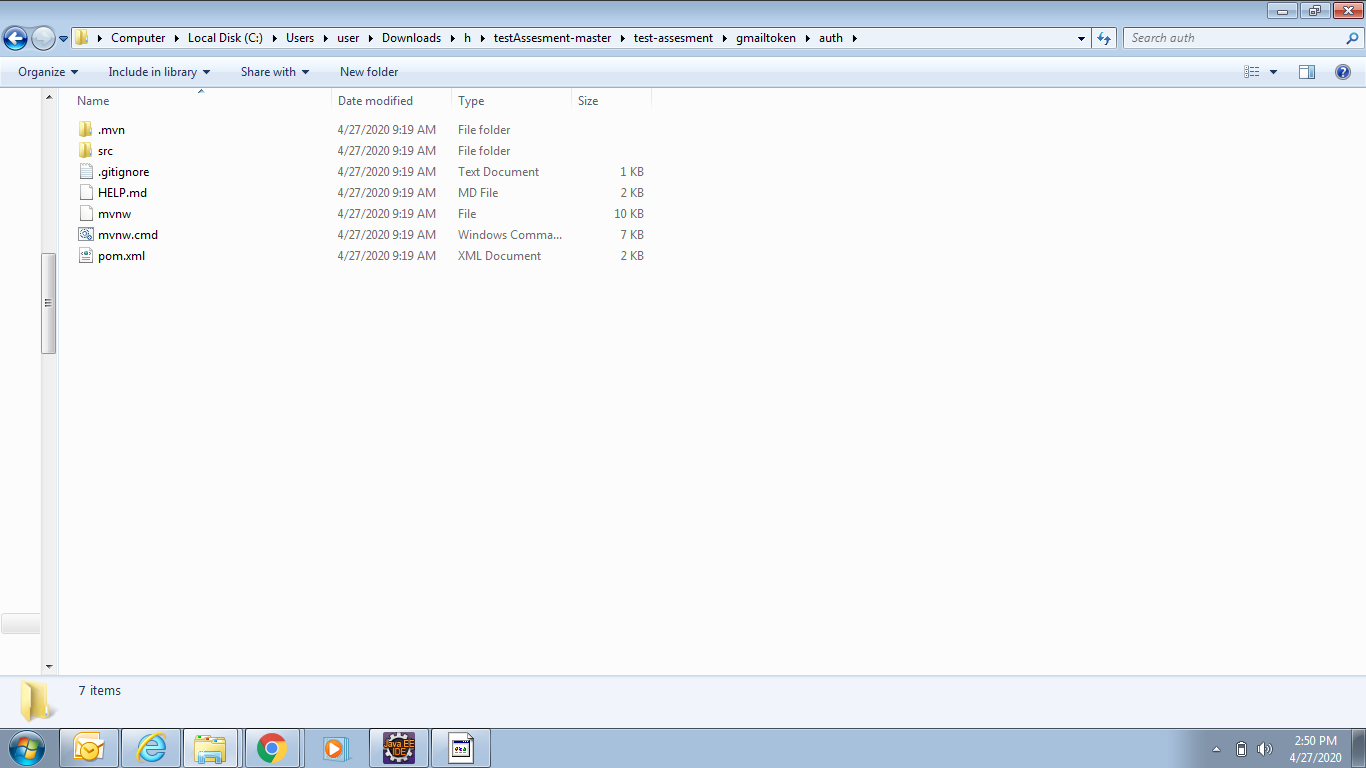 Computer Local Disk (C:) Users user Downloads h testAssesment-master test-assesment gmailtoken auth Search auth
Organize Include in library Share with New folder
Name Date modified Type Size
.mvn 4/27/2020 9:19 AM File folder
src 4/27/2020 9:19 AM File folder
.gitignore 4/27/2020 9:19 AM Text Document 1 KB
HELP.md 4/27/2020 9:19 AM MD File 2 KB
mvnw 4/27/2020 9:19 AM File 10 KB
mvnw.cmd 4/27/2020 9:19 AM Windows Comma... 7 KB
pom.xml 4/27/2020 9:19 AM XML Document 2 KB
7 items
Java EE
IDE
2:50 PM
4/27/2020